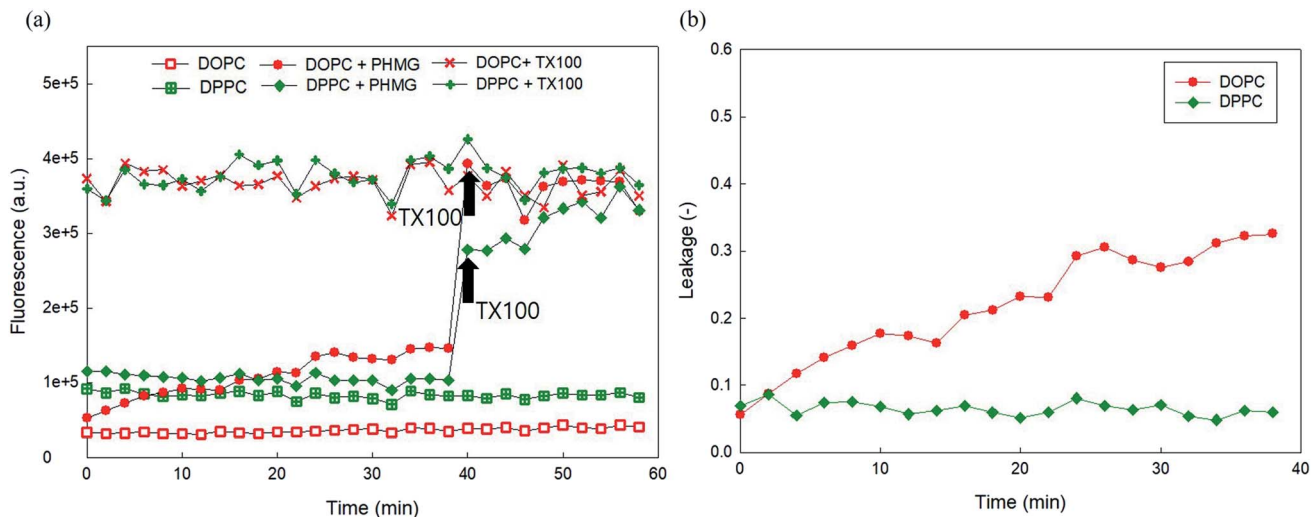 (a)
(b)
5e+5
4e+5
3e+5
2e+5
1e+5
0
Fluorescence (a.u.)
DOPC
DOPC + PHMG
DOPC+ TX100
DPPC
DPPC + PHMG
DPPC + TX100
TX100
TX100
0
10
20
30
40
50
60
Time (min)
0.6
0.5
0.4
0.3
0.2
0.1
0.0
Leakage (-)
DOPC
DPPC
0
10
20
30
40
Time (min)